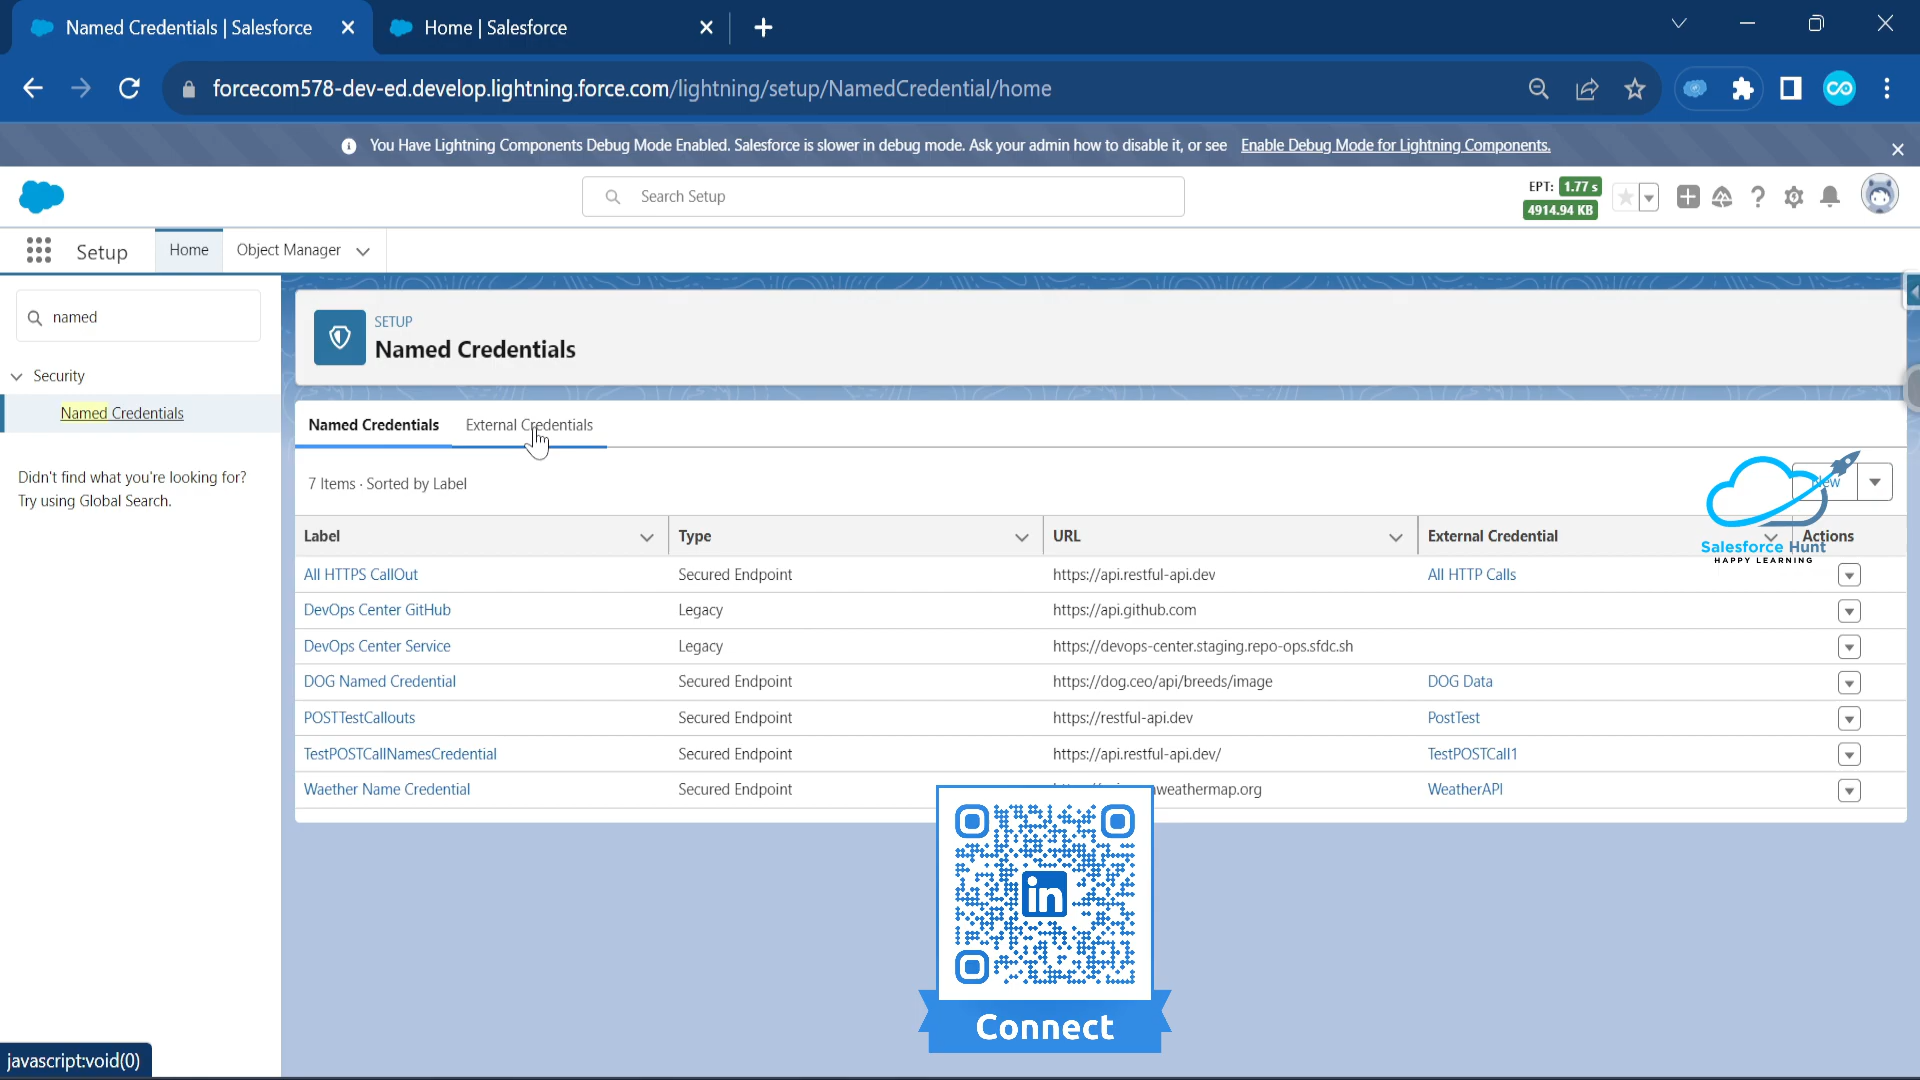 Named Credentials | Salesforce
Home | Salesforce
forcecom578-dev-ed.develop.lightning.force.com/lightning/setup/NamedCredential/home
You Have Lightning Components Debug Mode Enabled. Salesforce is slower in debug mode. Ask your admin how to disable it, or see Enable Debug Mode for Lightning Components.
Search Setup
EPT: 1.77 s
4914.94 KB
Setup
Home
Object Manager
named
Security
Named Credentials
Didn't find what you're looking for?
Try using Global Search.
SETUP
Named Credentials
Named Credentials
External Credentials
7 Items · Sorted by Label
Salesforce Hunt
HAPPY LEARNING
Label Type URL External Credential Actions
All HTTPS CallOut Secured Endpoint https://api.restful-api.dev All HTTP Calls
DevOps Center GitHub Legacy https://api.github.com
DevOps Center Service Legacy https://devops-center.staging.repo-ops.sfdc.sh
DOG Named Credential Secured Endpoint https://dog.ceo/api/breeds/image DOG Data
POSTTestCallouts Secured Endpoint https://restful-api.dev PostTest
TestPOSTCallNamesCredential Secured Endpoint https://api.restful-api.dev/ TestPOSTCall1
Waether Name Credential Secured Endpoint weathermap.org WeatherAPI
in
Connect
javascript:void(0)